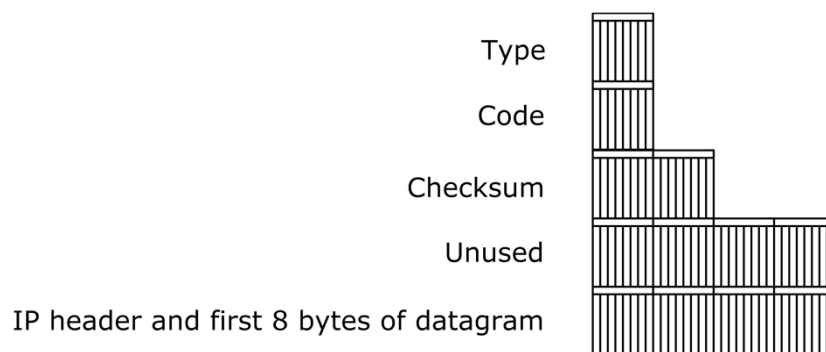 Type
Code
Checksum
Unused
IP header and first 8 bytes of datagram